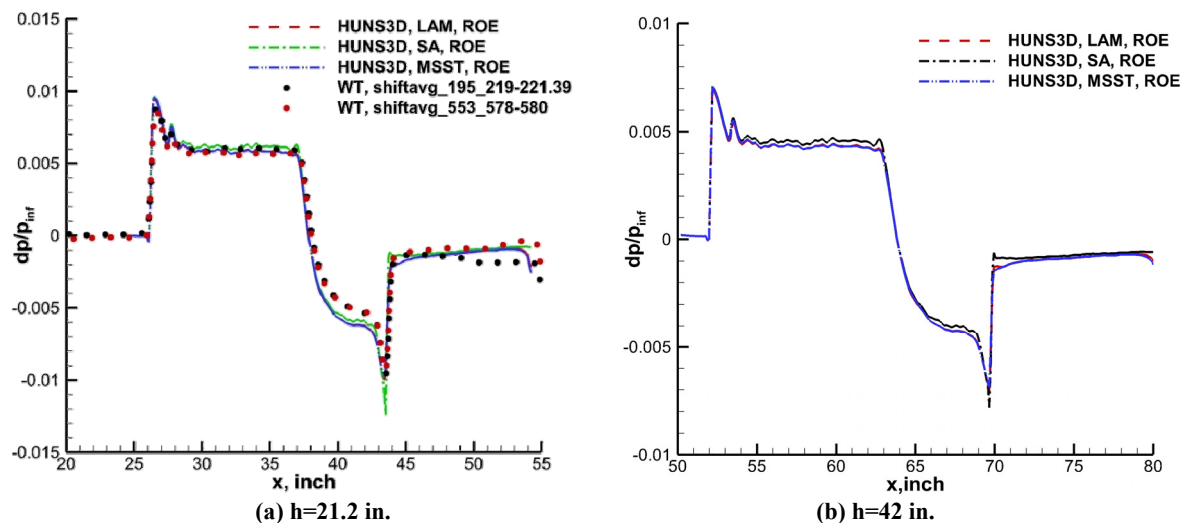 0.015
HUNS3D, LAM, ROE
HUNS3D, SA, ROE
HUNS3D, MSST, ROE
WT, shiftavg_195_219-221.39
WT, shiftavg_553_578-580
0.01
0.005
0
-0.005
-0.01
-0.015
dp/p_inf
20 25 30 35 40 45 50 55
x, inch
(a) h=21.2 in.
0.01
HUNS3D, LAM, ROE
HUNS3D, SA, ROE
HUNS3D, MSST, ROE
0.005
0
-0.005
-0.01
dp/p_inf
50 55 60 65 70 75 80
x,inch
(b) h=42 in.